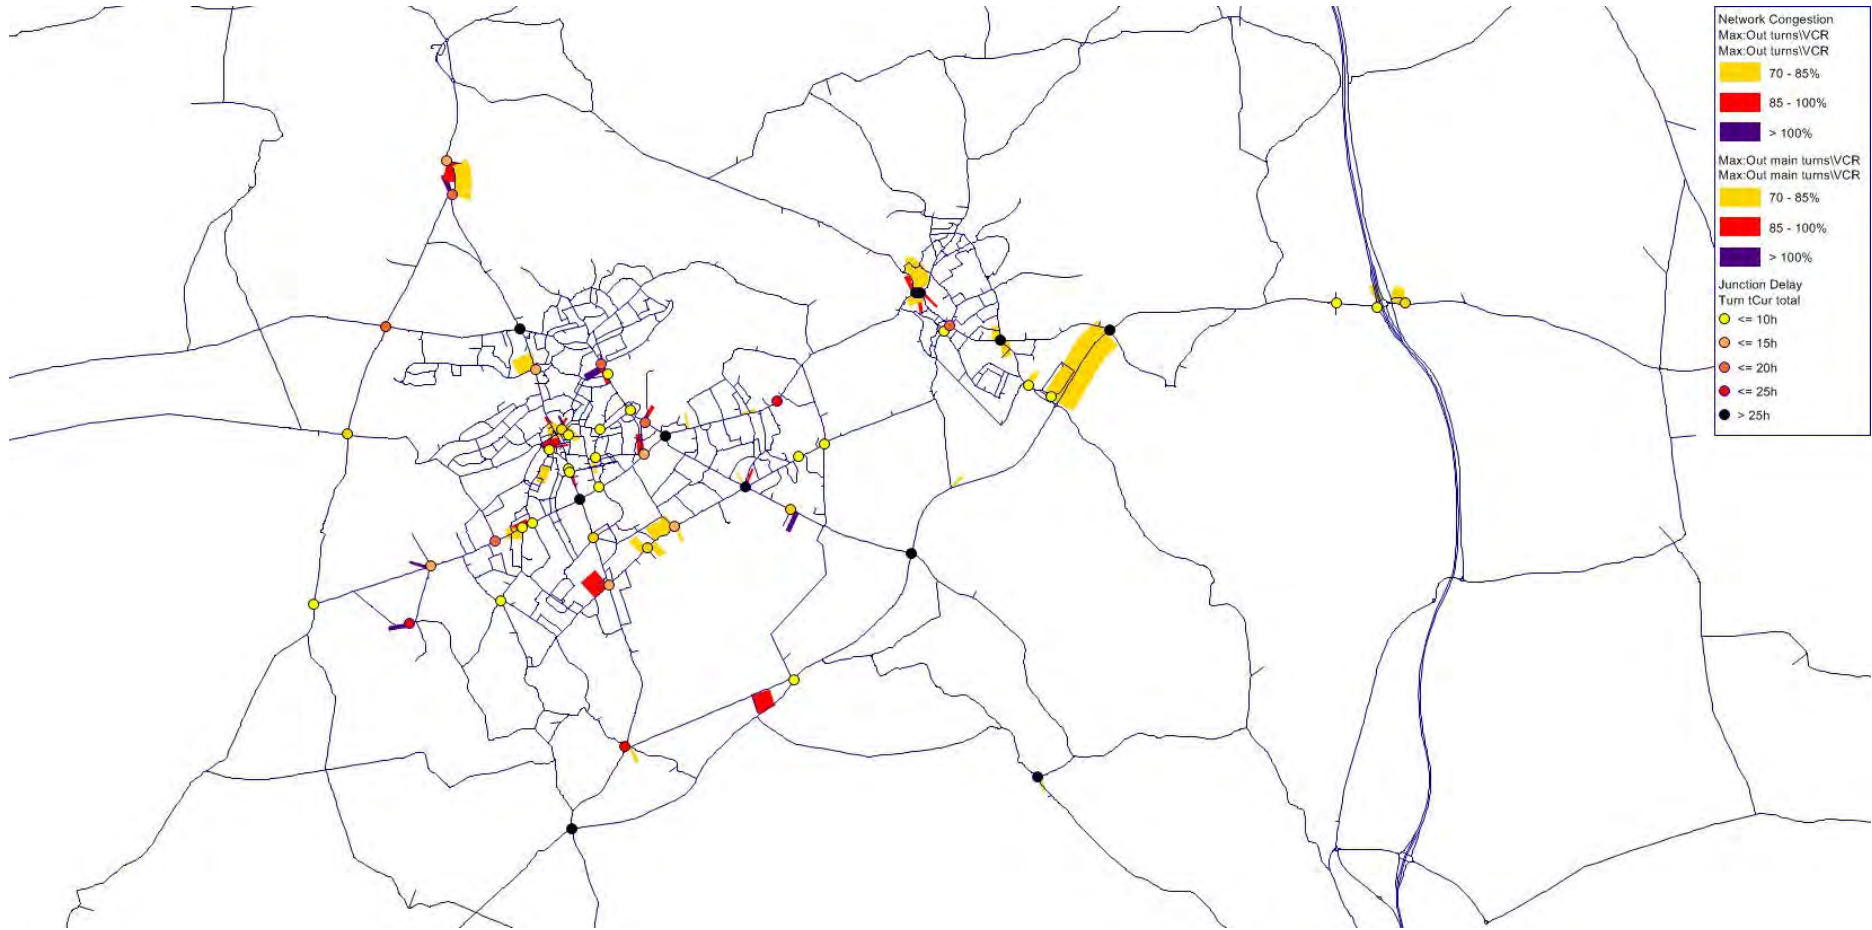 Network Congestion
Max:Out turns\VCR
Max:Out turns\VCR
70 - 85%
85 - 100%
> 100%
Max:Out main turns\VCR
Max:Out main turns\VCR
70 - 85%
85 - 100%
> 100%
Junction Delay
Turn tCur total
<= 10h
<= 15h
<= 20h
<= 25h
> 25h